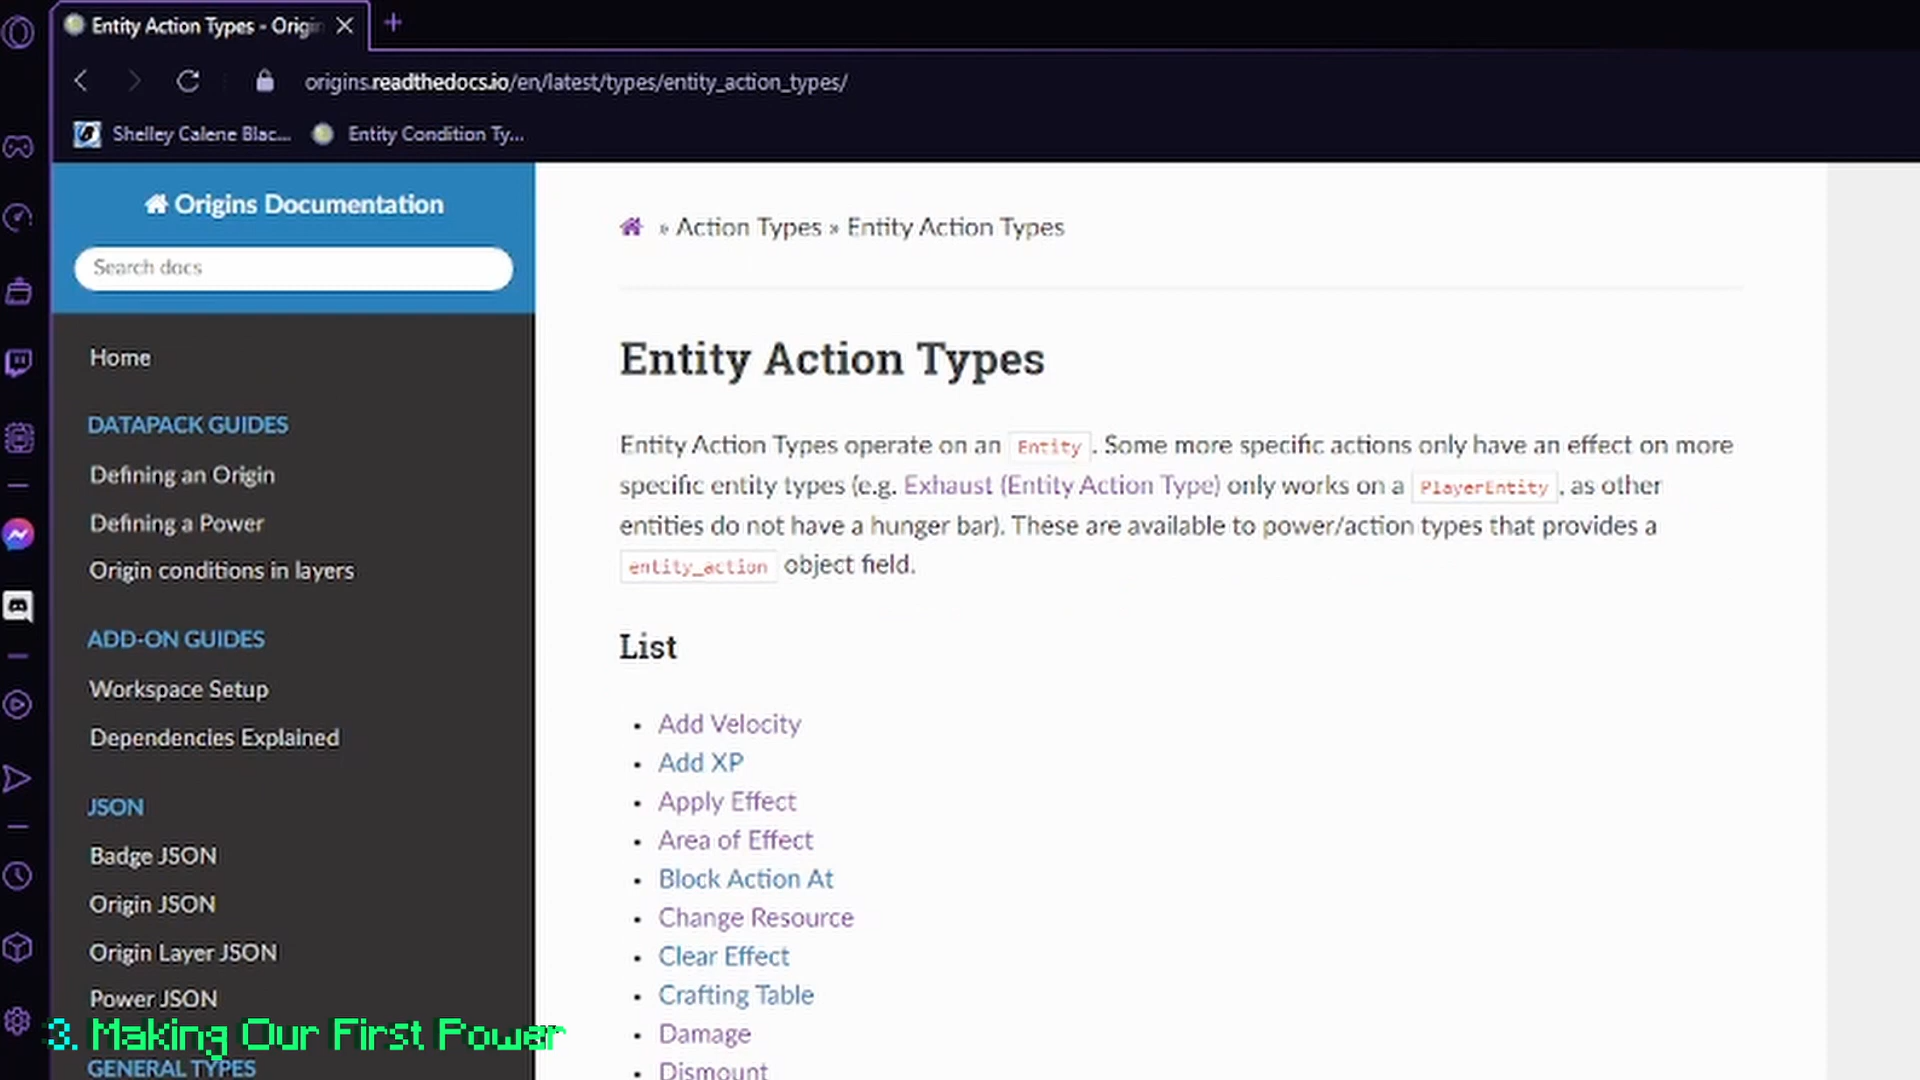 Entity Action Types - Origin
origins.readthedocs.io/en/latest/types/entity_action_types/
Shelley Calene Blac...
Entity Condition Ty...
Origins Documentation
Search docs
Home
DATAPACK GUIDES
Defining an Origin
Defining a Power
Origin conditions in layers
ADD-ON GUIDES
Workspace Setup
Dependencies Explained
JSON
Badge JSON
Origin JSON
Origin Layer JSON
Power JSON
GENERAL TYPES
3. Making Our First Power
» Action Types » Entity Action Types
Entity Action Types
Entity Action Types operate on an Entity. Some more specific actions only have an effect on more
specific entity types (e.g. Exhaust (Entity Action Type) only works on a PlayerEntity, as other
entities do not have a hunger bar). These are available to power/action types that provides a
entity_action object field.
List
• Add Velocity
• Add XP
• Apply Effect
• Area of Effect
• Block Action At
• Change Resource
• Clear Effect
• Crafting Table
• Damage
• Dismount